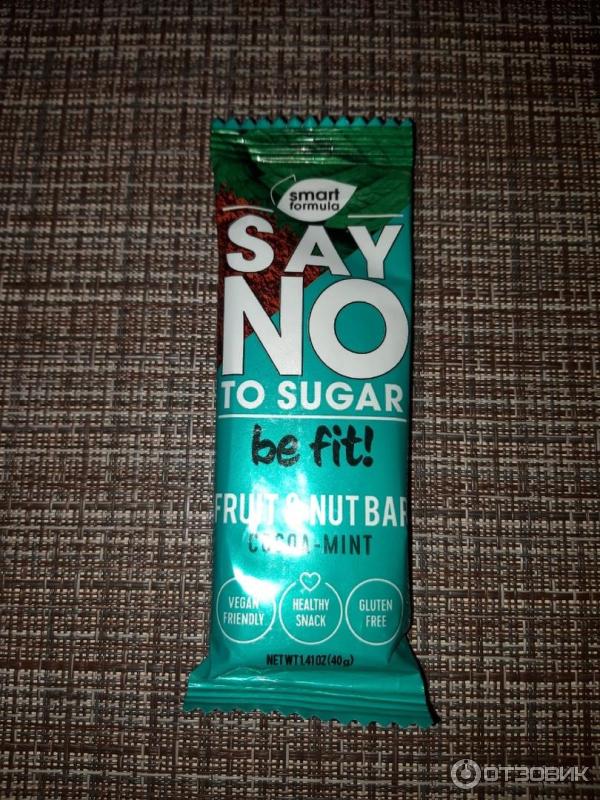 smart
formula
SAY
NO
TO SUGAR
be fit!
FRUIT & NUT BAR
COCOA-MINT
VEGAN
FRIENDLY
HEALTHY
SNACK
GLUTEN
FREE
NET WT 1.41 OZ (40g)
ОТЗОВИК